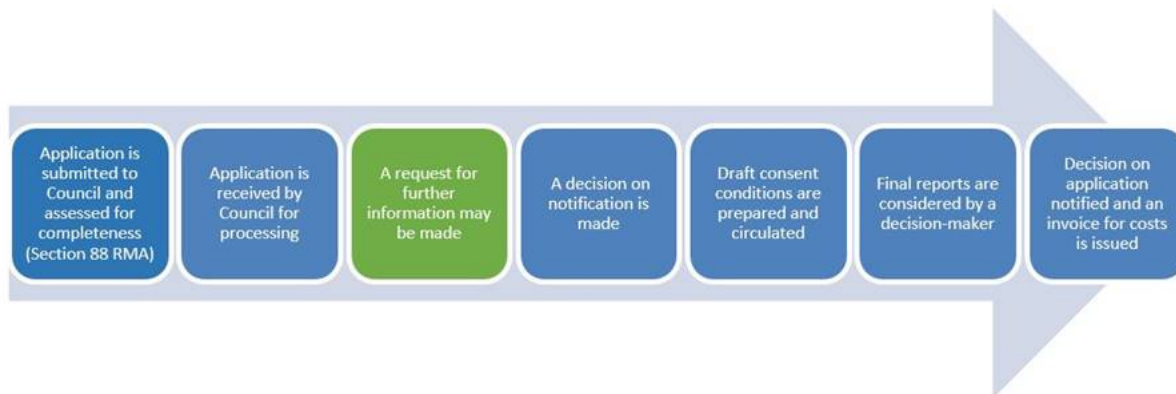 Application is
submitted to
Council and
assessed for
completeness
(Section 88 RMA)
Application is
received by
Council for
processing
A request for
further
information may
be made
A decision on
notification is
made
Draft consent
conditions are
prepared and
circulated
Final reports are
considered by a
decision-maker
Decision on
application
notified and an
invoice for costs
is issued